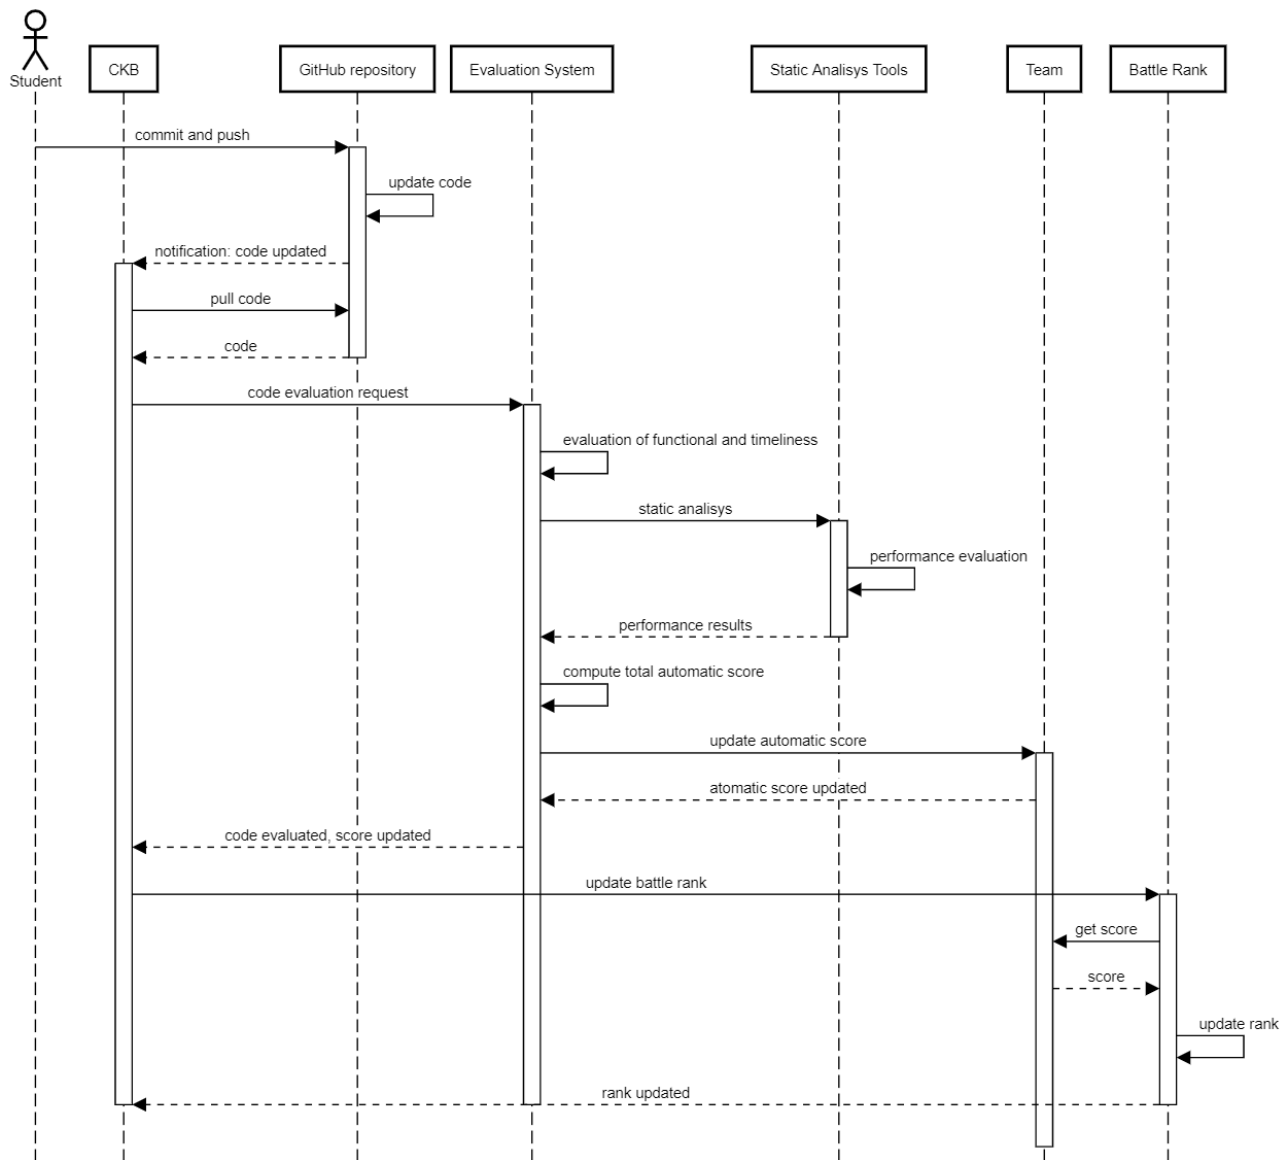 Student
CKB
GitHub repository
Evaluation System
Static Analisys Tools
Team
Battle Rank
commit and push
update code
notification: code updated
pull code
code
code evaluation request
evaluation of functional and timeliness
static analisys
performance evaluation
performance results
compute total automatic score
update automatic score
atomatic score updated
code evaluated, score updated
update battle rank
get score
score
update rank
rank updated